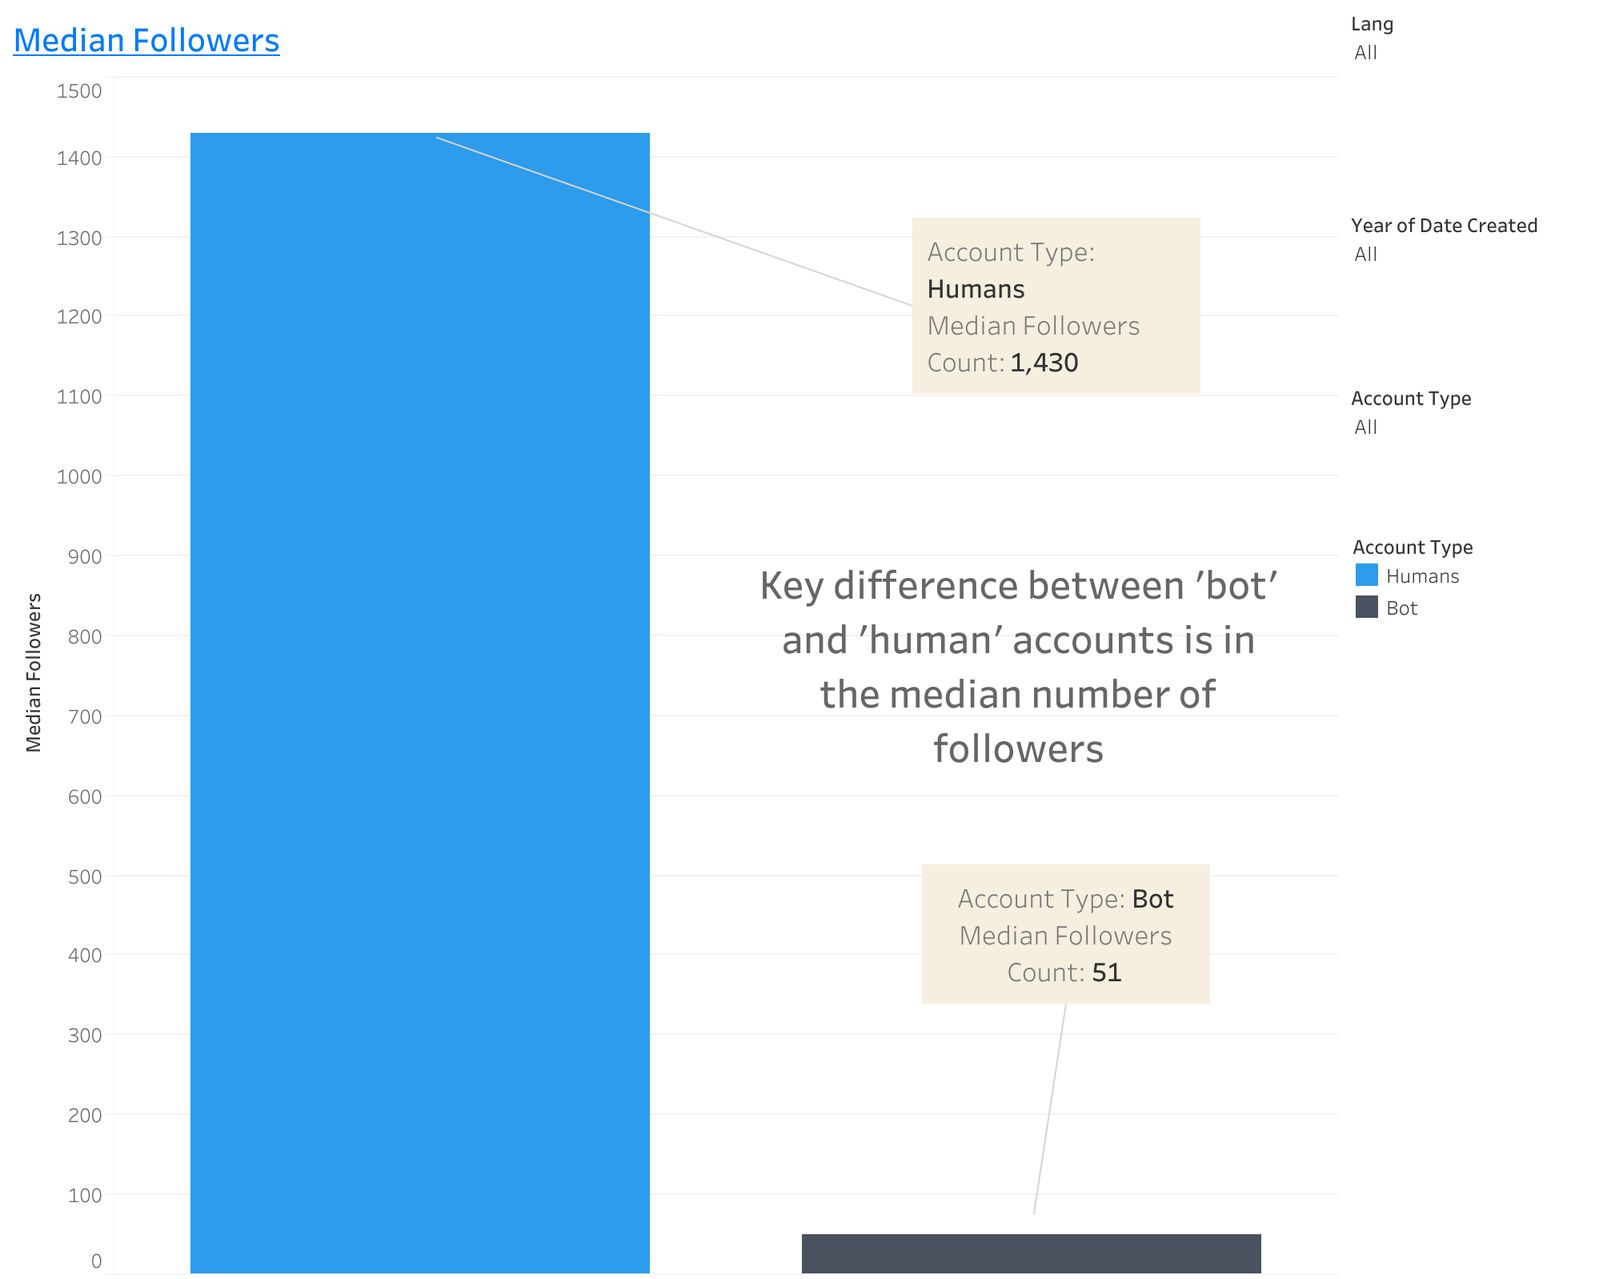 Median Followers
1500
1400
1300
1200
1100
1000
900
800
700
600
500
400
300
200
100
0
Median Followers
Account Type:
Humans
Median Followers
Count: 1,430
Key difference between 'bot'
and 'human' accounts is in
the median number of
followers
Account Type: Bot
Median Followers
Count: 51
Lang
All
Year of Date Created
All
Account Type
All
Account Type
Humans
Bot